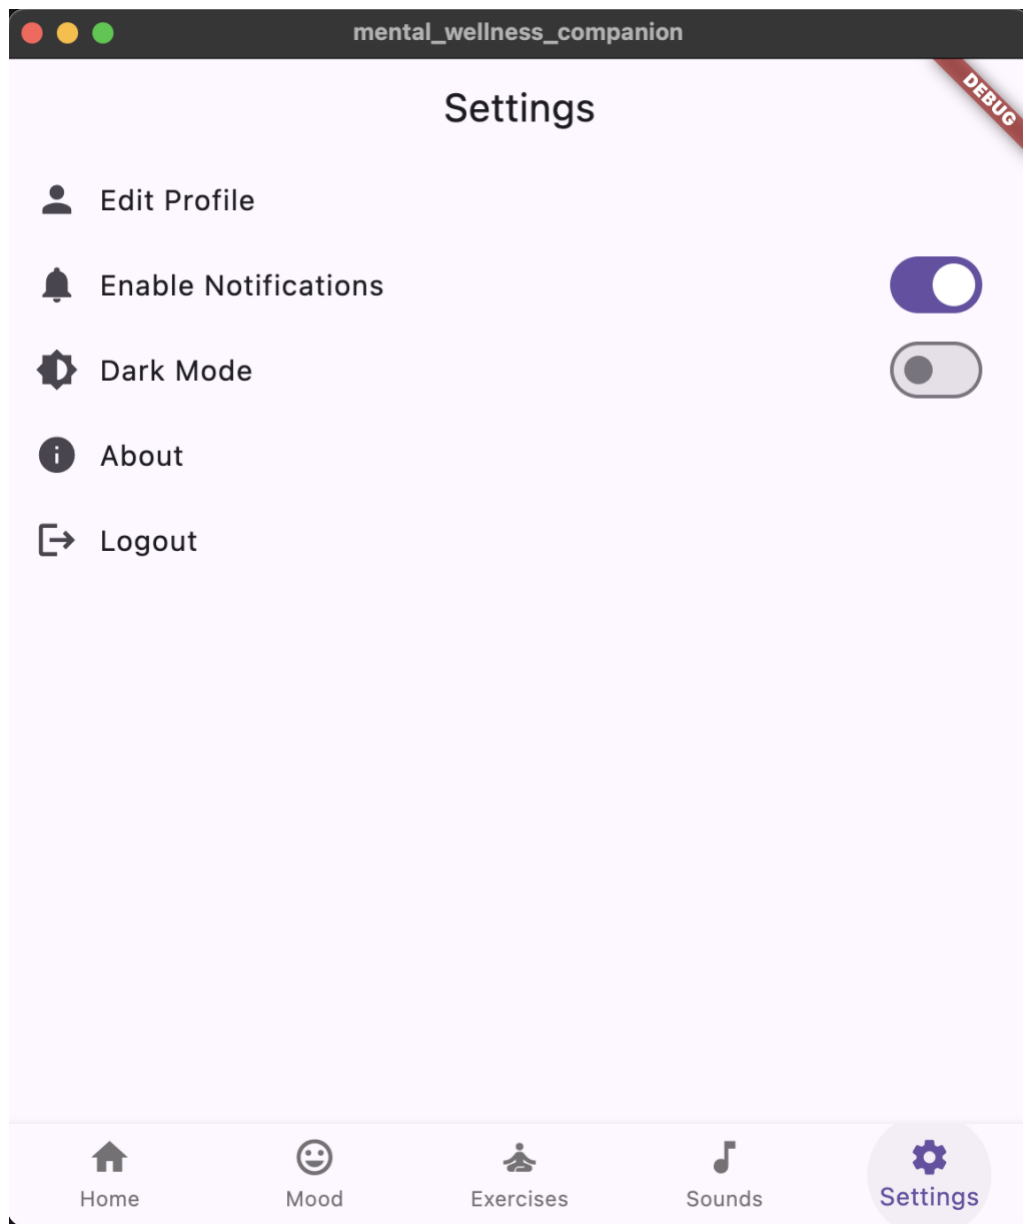 mental_wellness_companion
DEBUG
Settings
Edit Profile
Enable Notifications
Dark Mode
About
Logout
Home
Mood
Exercises
Sounds
Settings